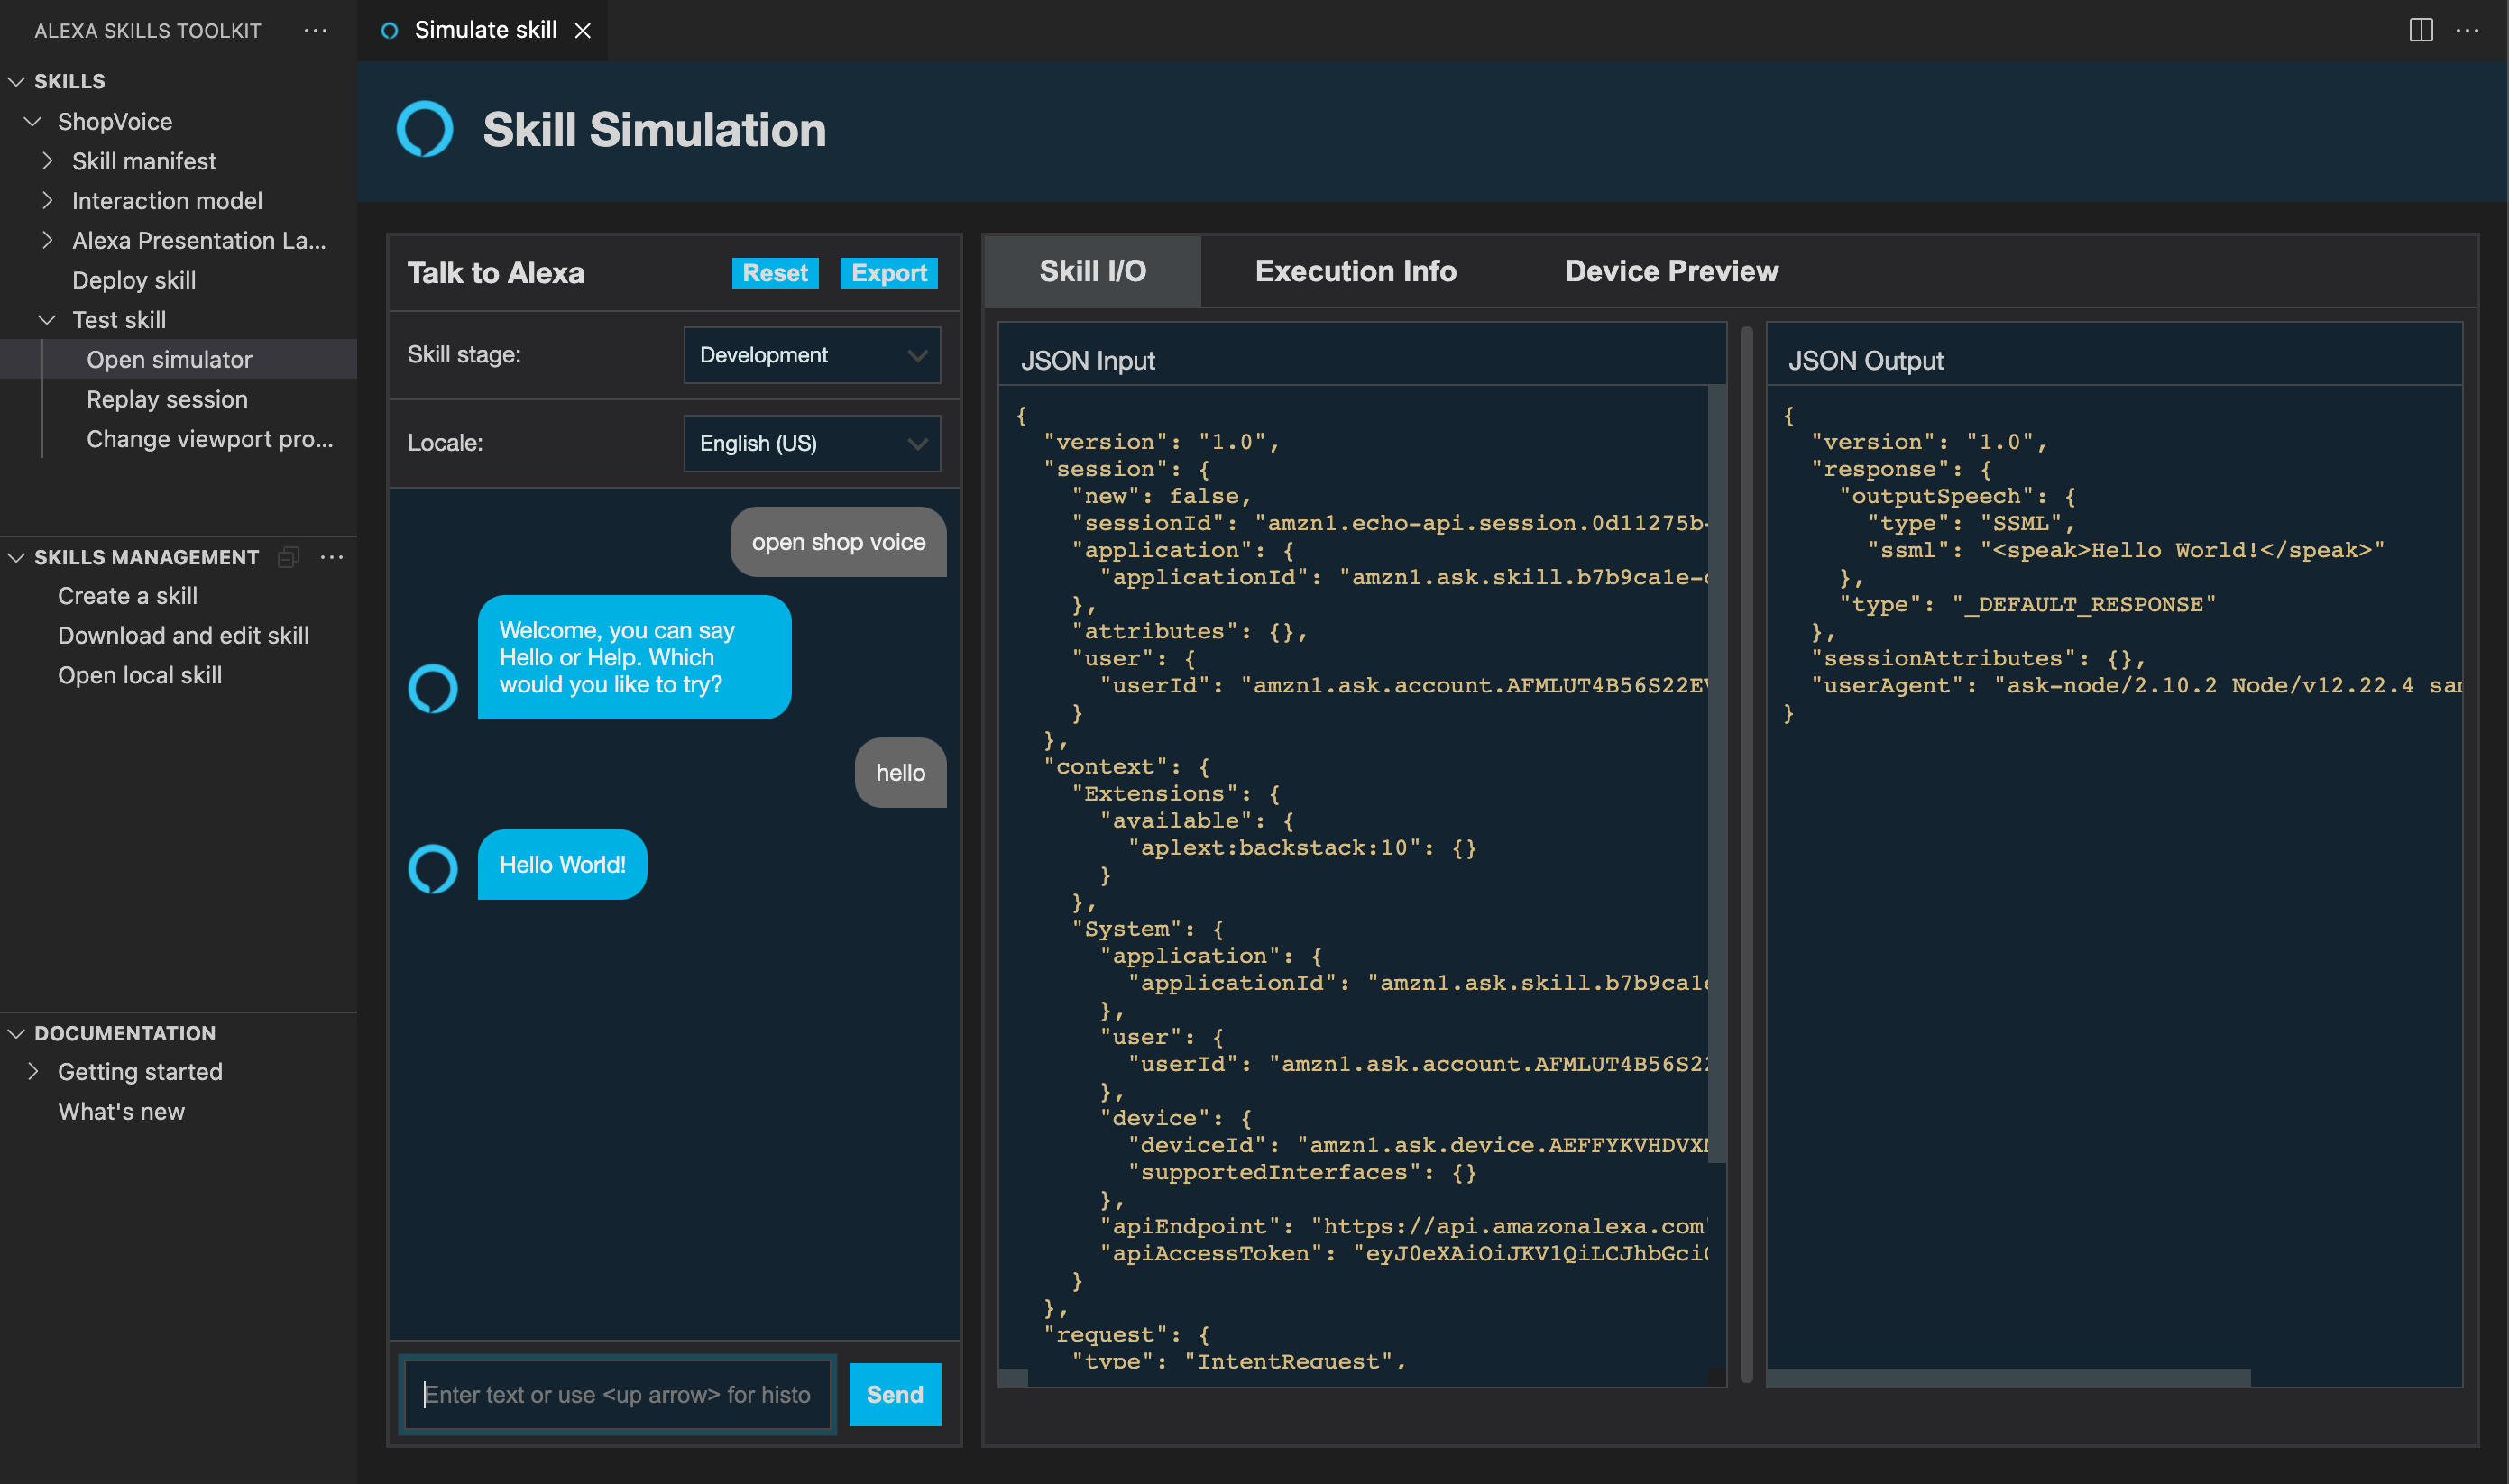 ALEXA SKILLS TOOLKIT
SKILLS
ShopVoice
Skill manifest
Interaction model
Alexa Presentation La...
Deploy skill
Test skill
Open simulator
Replay session
Change viewport pro...
SKILLS MANAGEMENT
Create a skill
Download and edit skill
Open local skill
DOCUMENTATION
Getting started
What's new
Simulate skill
Skill Simulation
Talk to Alexa
Reset
Export
Skill stage:
Development
Locale:
English (US)
open shop voice
Welcome, you can say
Hello or Help. Which
would you like to try?
hello
Hello World!
Enter text or use <up arrow> for histo
Send
Skill I/O
Execution Info
Device Preview
JSON Input
{
"version": "1.0",
"session": {
"new": false,
"sessionId": "amzn1.echo-api.session.0d11275b-
"application": {
"applicationId": "amzn1.ask.skill.b7b9ca1e-
},
"attributes": {},
"user": {
"userId": "amzn1.ask.account.AFMLUT4B56S22E
}
},
"context": {
"Extensions": {
"available": {
"aplext:backstack:10": {}
}
},
"System": {
"application": {
"applicationId": "amzn1.ask.skill.b7b9ca1
},
"user": {
"userId": "amzn1.ask.account.AFMLUT4B56S2
},
"device": {
"deviceId": "amzn1.ask.device.AEFFYKVHDVX
"supportedInterfaces": {}
},
"apiEndpoint": "https://api.amazonalexa.com
"apiAccessToken": "eyJ0eXAiOiJKV1QiLCJhbGci
}
},
"request": {
"type": "IntentRequest",
JSON Output
{
"version": "1.0",
"response": {
"outputSpeech": {
"type": "SSML",
"ssml": "<speak>Hello World!</speak>"
},
"type": "_DEFAULT_RESPONSE"
},
"sessionAttributes": {},
"userAgent": "ask-node/2.10.2 Node/v12.22.4 sa
}